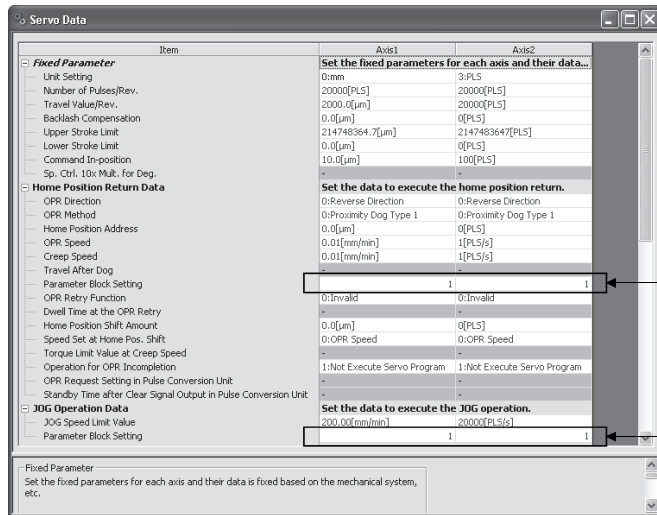 Servo Data
Item Axis1 Axis2
Fixed Parameter Set the fixed parameters for each axis and their data...
Unit Setting 0:mm 3:PLS
Number of Pulses/Rev. 20000[PLS] 20000[PLS]
Travel Value/Rev. 2000.0[µm] 20000[PLS]
Backlash Compensation 0.0[µm] 0[PLS]
Upper Stroke Limit 214748364.7[µm] 2147483647[PLS]
Lower Stroke Limit 0.0[µm] 0[PLS]
Command In-position 10.0[µm] 100[PLS]
Sp. Ctrl. 10x Mult. for Deg. - -
Home Position Return Data Set the data to execute the home position return.
OPR Direction 0:Reverse Direction 0:Reverse Direction
OPR Method 0:Proximity Dog Type 1 0:Proximity Dog Type 1
Home Position Address 0.0[µm] 0[PLS]
OPR Speed 0.01[mm/min] 1[PLS/s]
Creep Speed 0.01[mm/min] 1[PLS/s]
Travel After Dog - -
Parameter Block Setting 1 1
OPR Retry Function 0:Invalid 0:Invalid
Dwell Time at the OPR Retry - -
Home Position Shift Amount 0.0[µm] 0[PLS]
Speed Set at Home Pos. Shift 0:OPR Speed 0:OPR Speed
Torque Limit Value at Creep Speed - -
Operation for OPR Incompletion 1:Not Execute Servo Program 1:Not Execute Servo Program
OPR Request Setting in Pulse Conversion Unit - -
Standby Time after Clear Signal Output in Pulse Conversion Unit - -
JOG Operation Data Set the data to execute the JOG operation.
JOG Speed Limit Value 200.00[mm/min] 20000[PLS/s]
Parameter Block Setting 1 1
Fixed Parameter
Set the fixed parameters for each axis and their data is fixed based on the mechanical system,
etc.